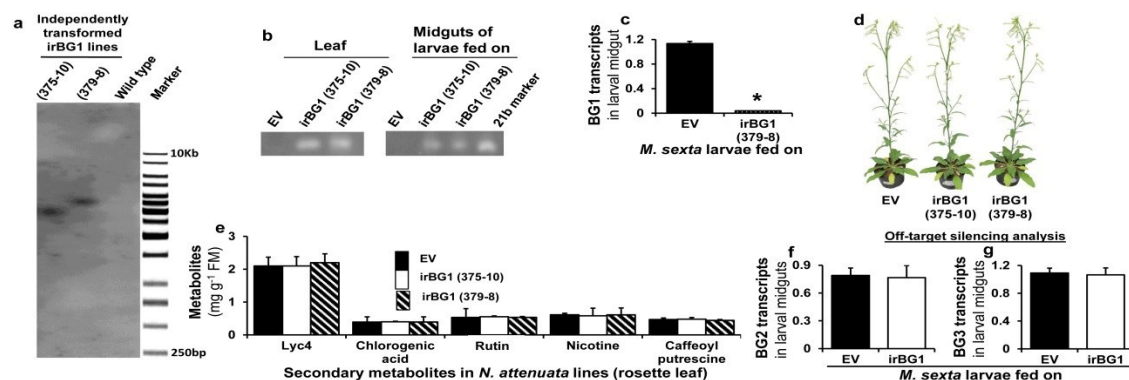 a
Independently
transformed
irBG1 lines
(375-10)
(379-8)
Wild type
Marker
10Kb
250bp
b
Leaf
Midguts of
larvae fed on
EV
irBG1 (375-10)
irBG1 (379-8)
EV
irBG1 (375-10)
irBG1 (379-8)
21b marker
c
BG1 transcripts
in larval midgut
1.2
0.8
0.4
0
*
EV
irBG1
(379-8)
M. sexta larvae fed on
d
EV
irBG1
(375-10)
irBG1
(379-8)
e
Metabolites
(mg g-1 FM)
3
2
1
0
EV
irBG1 (375-10)
irBG1 (379-8)
Lyc4
Chlorogenic
acid
Rutin
Nicotine
Caffeoyl
putrescine
Secondary metabolites in N. attenuata lines (rosette leaf)
Off-target silencing analysis
f
BG2 transcripts
in larval midguts
0.9
0.6
0.3
0
EV
irBG1
g
BG3 transcripts
in larval midguts
1.2
0.9
0.6
0.3
0
EV
irBG1
M. sexta larvae fed on